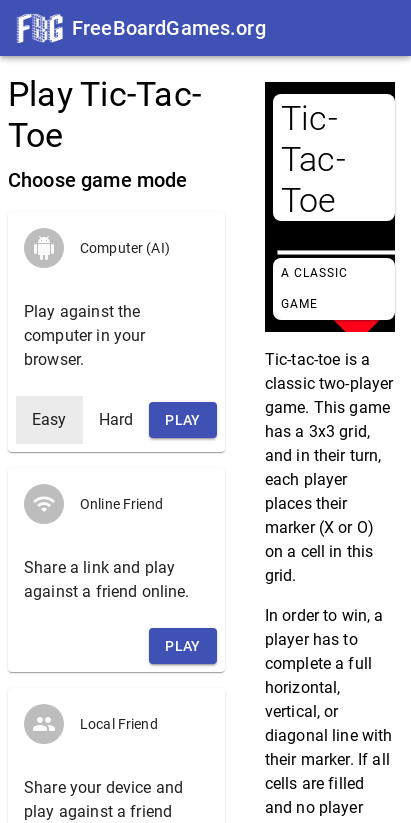 FBG FreeBoardGames.org
Play Tic-Tac-
Toe
Choose game mode
Computer (AI)
Play against the
computer in your
browser.
Easy Hard PLAY
Online Friend
Share a link and play
against a friend online.
PLAY
Local Friend
Share your device and
play against a friend
Tic-
Tac-
Toe
A CLASSIC
GAME
Tic-tac-toe is a
classic two-player
game. This game
has a 3x3 grid,
and in their turn,
each player
places their
marker (X or O)
on a cell in this
grid.
In order to win, a
player has to
complete a full
horizontal,
vertical, or
diagonal line with
their marker. If all
cells are filled
and no player